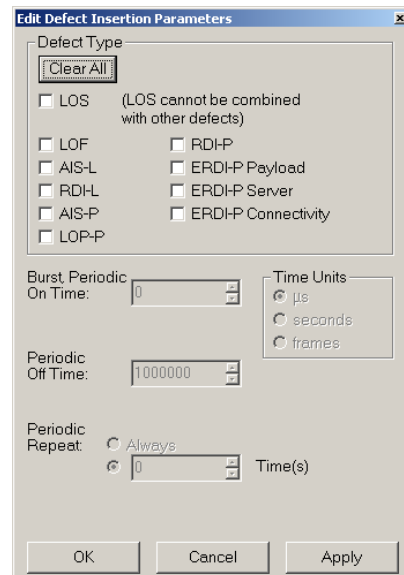 Edit Defect Insertion Parameters
Defect Type
Clear All
LOS (LOS cannot be combined
with other defects)
LOF RDI-P
AIS-L ERDI-P Payload
RDI-L ERDI-P Server
AIS-P ERDI-P Connectivity
LOP-P
Burst, Periodic
On Time: 0
Time Units
µs
seconds
frames
Periodic
Off Time: 1000000
Periodic
Repeat: Always
0 Time(s)
OK Cancel Apply